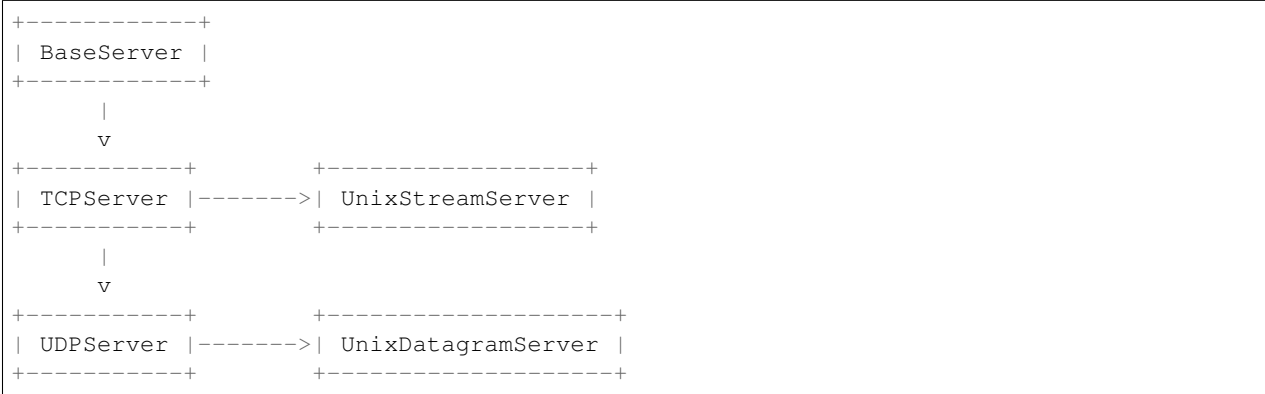 +------------+
| BaseServer |
+------------+
      |
      v
+-----------+        +------------------+
| TCPServer |------->| UnixStreamServer |
+-----------+        +------------------+
      |
      v
+-----------+        +--------------------+
| UDPServer |------->| UnixDatagramServer |
+-----------+        +--------------------+